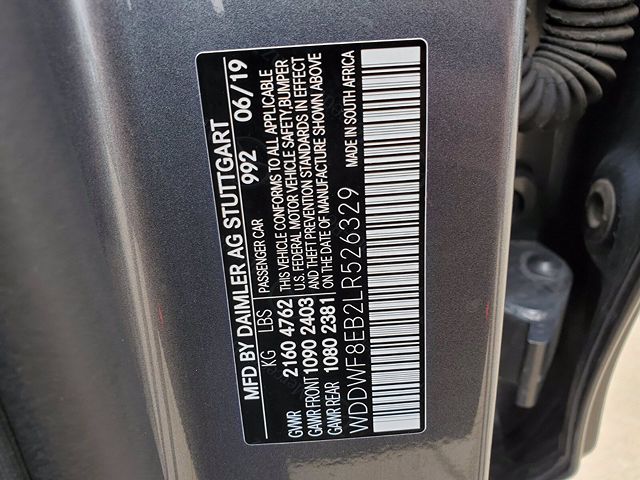 MFD BY DAIMLER AG STUTTGART
992 06/19
KG LBS PASSENGER CAR
GVWR 2160 4762 THIS VEHICLE CONFORMS TO ALL APPLICABLE
GAWR FRONT 1090 2403 U.S. FEDERAL MOTOR VEHICLE SAFETY,BUMPER
GAWR REAR 1080 2381 AND THEFT PREVENTION STANDARDS IN EFFECT
ON THE DATE OF MANUFACTURE SHOWN ABOVE
WDDWF8EB2LR526329 MADE IN SOUTH AFRICA